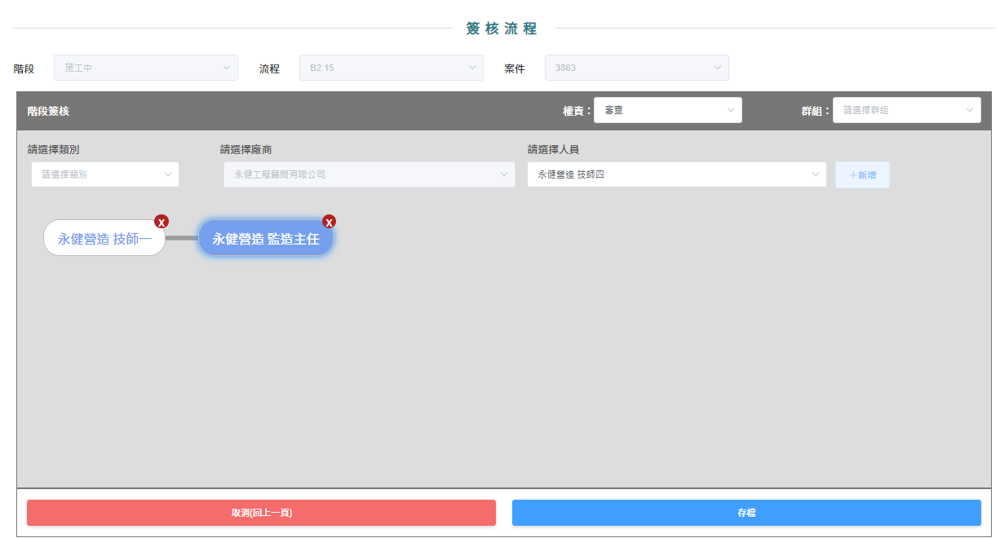 簽核流程
階段 施工中 流程 B2.15 案件 3863
階段簽核 權責： 審查 群組： 請選擇群組
請選擇類別 請選擇廠商 請選擇人員
請選擇類別 永健工程顧問有限公司 永健營造 技師四 +新增
永健營造 技師一 X 永健營造 監造主任 X
取消(回上一頁) 存檔